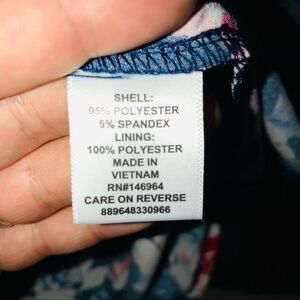 SHELL:
95% POLYESTER
5% SPANDEX
LINING:
100% POLYESTER
MADE IN
VIETNAM
RN#146964
CARE ON REVERSE
889648330966